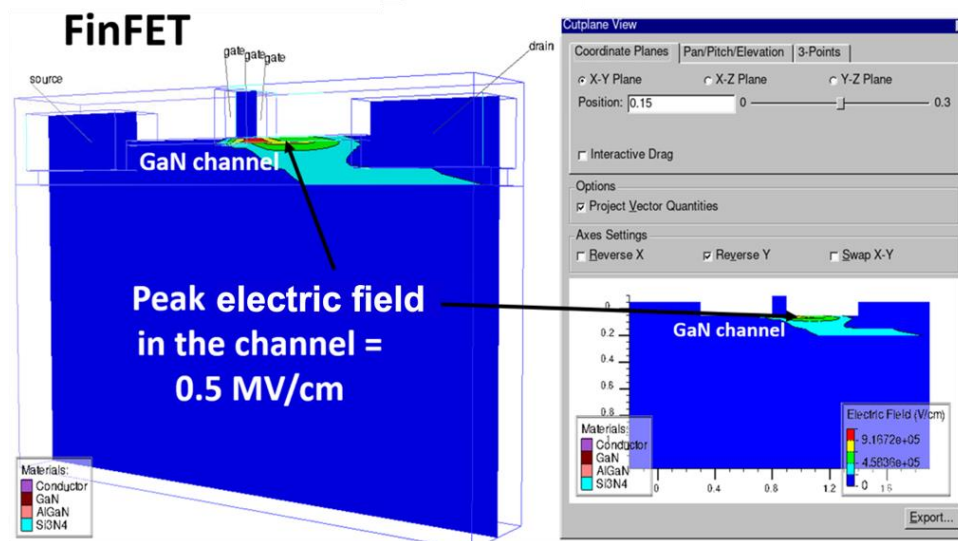 FinFET
source
gate gate gate
drain
GaN channel
Peak electric field
in the channel =
0.5 MV/cm
Materials:
Conductor
GaN
AlGaN
Si3N4
Cutplane View
Coordinate Planes Pan/Pitch/Elevation 3-Points
X-Y Plane X-Z Plane Y-Z Plane
Position: 0.15 0 0.3
Interactive Drag
Options
Project Vector Quantities
Axes Settings
Reverse X Reverse Y Swap X-Y
GaN channel
0.2
0.4
0.6
0.8
1
Electric Field (V/cm)
9.1672e+05
4.5836e+05
0
Materials:
Conductor
GaN
AlGaN
Si3N4
0 0.4 0.8 1.2 1.6
Export...